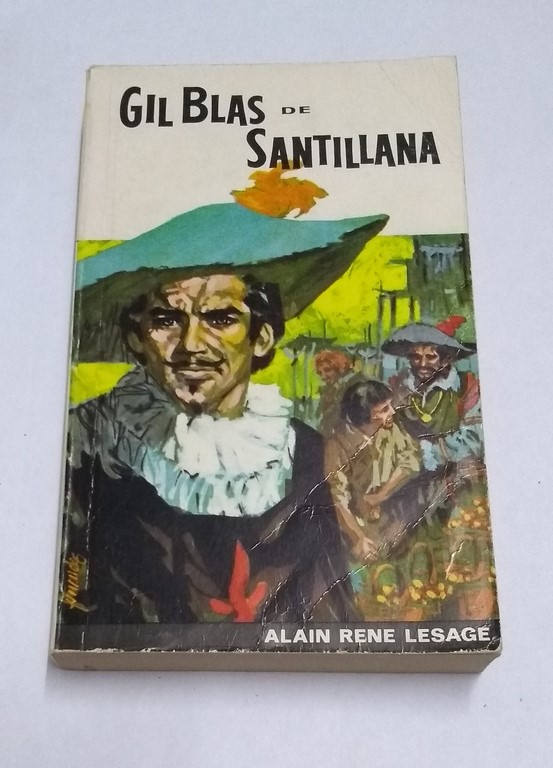 GIL BLAS DE
SANTILLANA
ALAIN RENE LESAGE